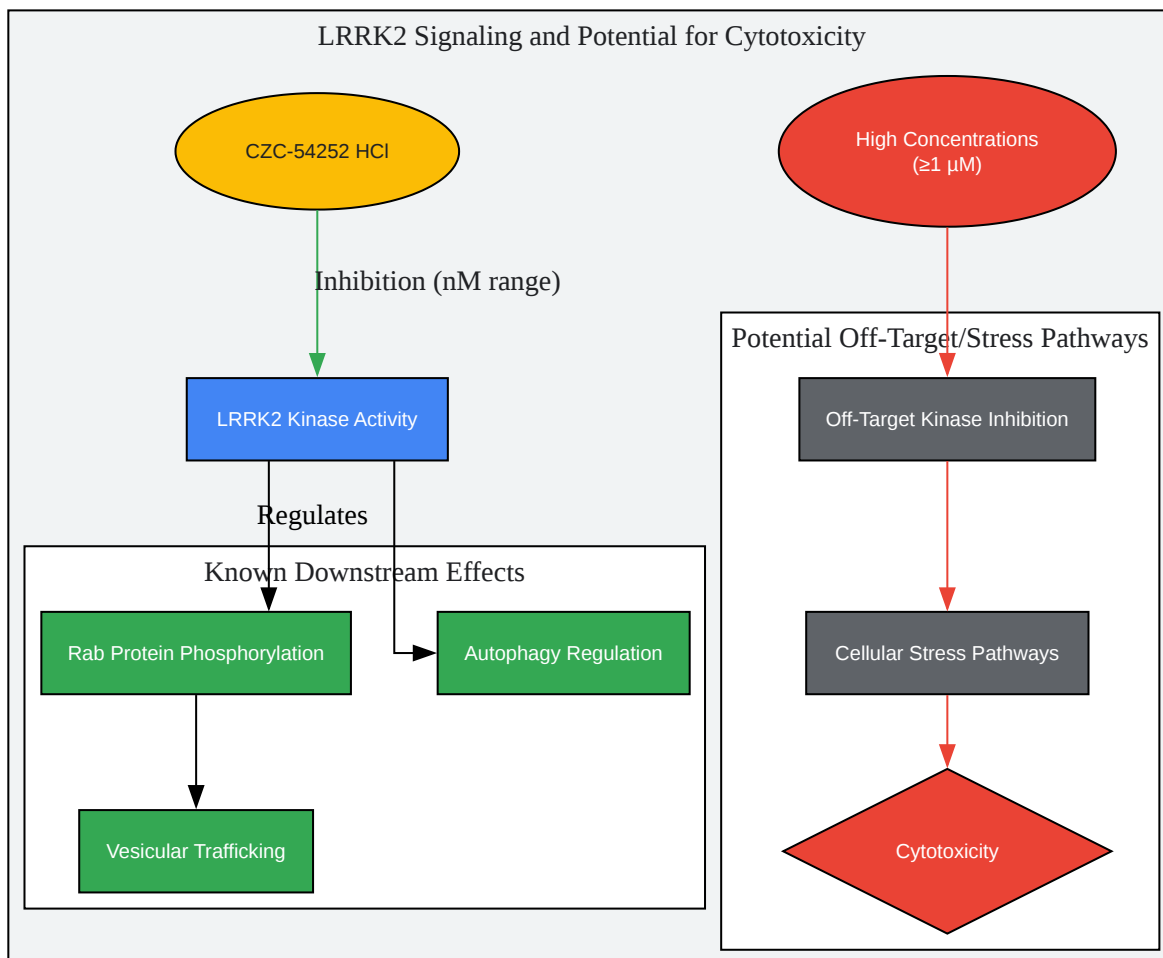 LRRK2 Signaling and Potential for Cytotoxicity
CZC-54252 HCl
High Concentrations
(≥1 µM)
Inhibition (nM range)
Potential Off-Target/Stress Pathways
LRRK2 Kinase Activity
Off-Target Kinase Inhibition
Regulates
Known Downstream Effects
Rab Protein Phosphorylation
Autophagy Regulation
Cellular Stress Pathways
Vesicular Trafficking
Cytotoxicity